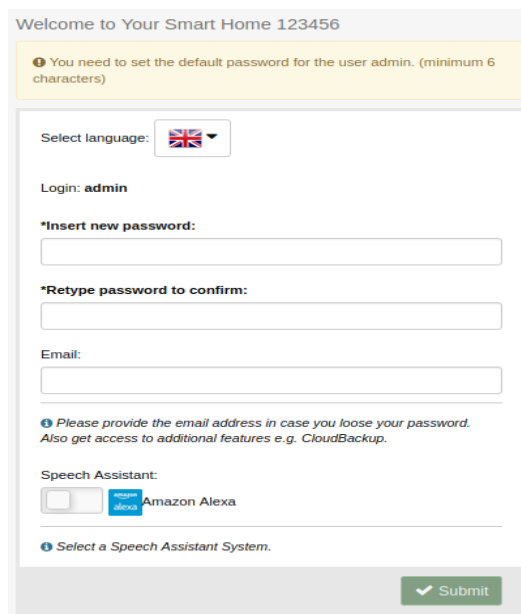 Welcome to Your Smart Home 123456
You need to set the default password for the user admin. (minimum 6
characters)
Select language:
Login: admin
*Insert new password:
*Retype password to confirm:
Email:
Please provide the email address in case you loose your password.
Also get access to additional features e.g. CloudBackup.
Speech Assistant:
amazon
alexa
Amazon Alexa
Select a Speech Assistant System.
Submit